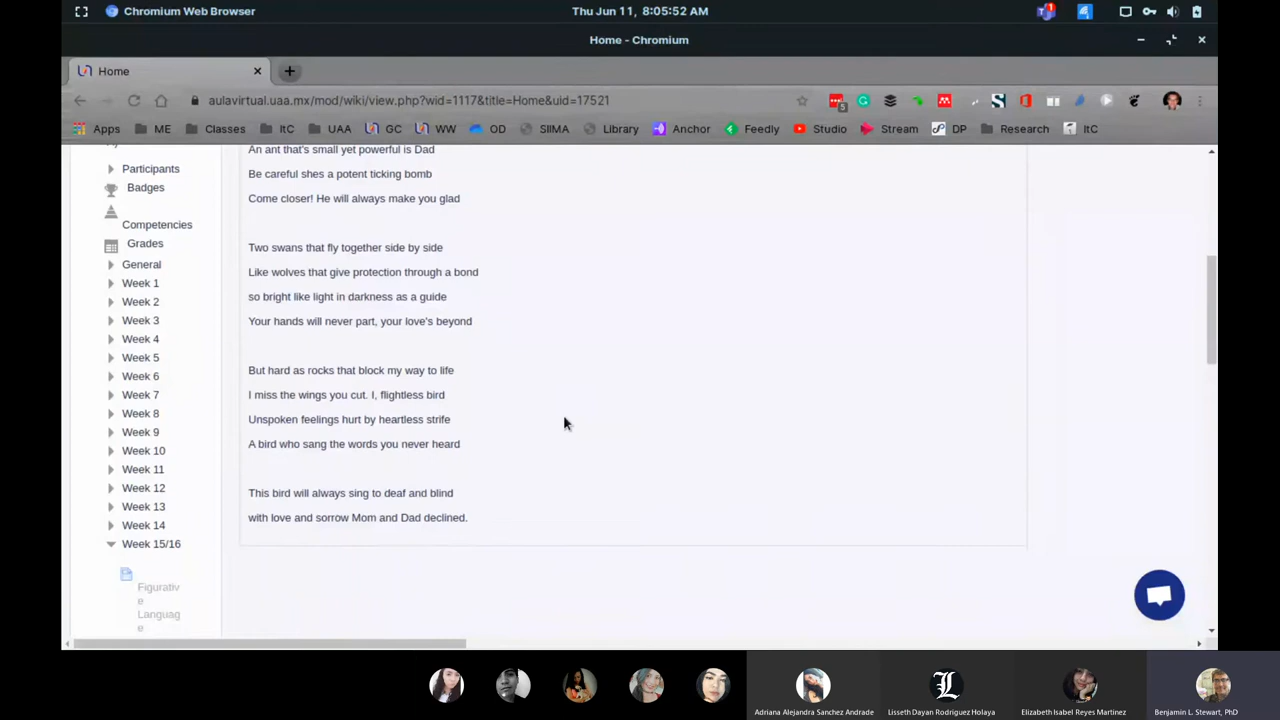 Chromium Web Browser
Thu Jun 11, 8:05:52 AM
1
Home - Chromium
Home
aulavirtual.uaa.mx/mod/wiki/view.php?wid=1117&title=Home&uid=17521
5
Apps ME Classes ItC UAA GC WW OD SIIMA Library Anchor Feedly Studio Stream DP Research ItC
Participants
Badges
Competencies
Grades
General
Week 1
Week 2
Week 3
Week 4
Week 5
Week 6
Week 7
Week 8
Week 9
Week 10
Week 11
Week 12
Week 13
Week 14
Week 15/16
Figurativ
e
Languag
e
An ant that's small yet powerful is Dad
Be careful shes a potent ticking bomb
Come closer! He will always make you glad
Two swans that fly together side by side
Like wolves that give protection through a bond
so bright like light in darkness as a guide
Your hands will never part, your love's beyond
But hard as rocks that block my way to life
I miss the wings you cut. I, flightless bird
Unspoken feelings hurt by heartless strife
A bird who sang the words you never heard
This bird will always sing to deaf and blind
with love and sorrow Mom and Dad declined.
Adriana Alejandra Sanchez Andrade
Lisseth Dayan Rodriguez Holaya
Elizabeth Isabel Reyes Martinez
Benjamin L. Stewart, PhD